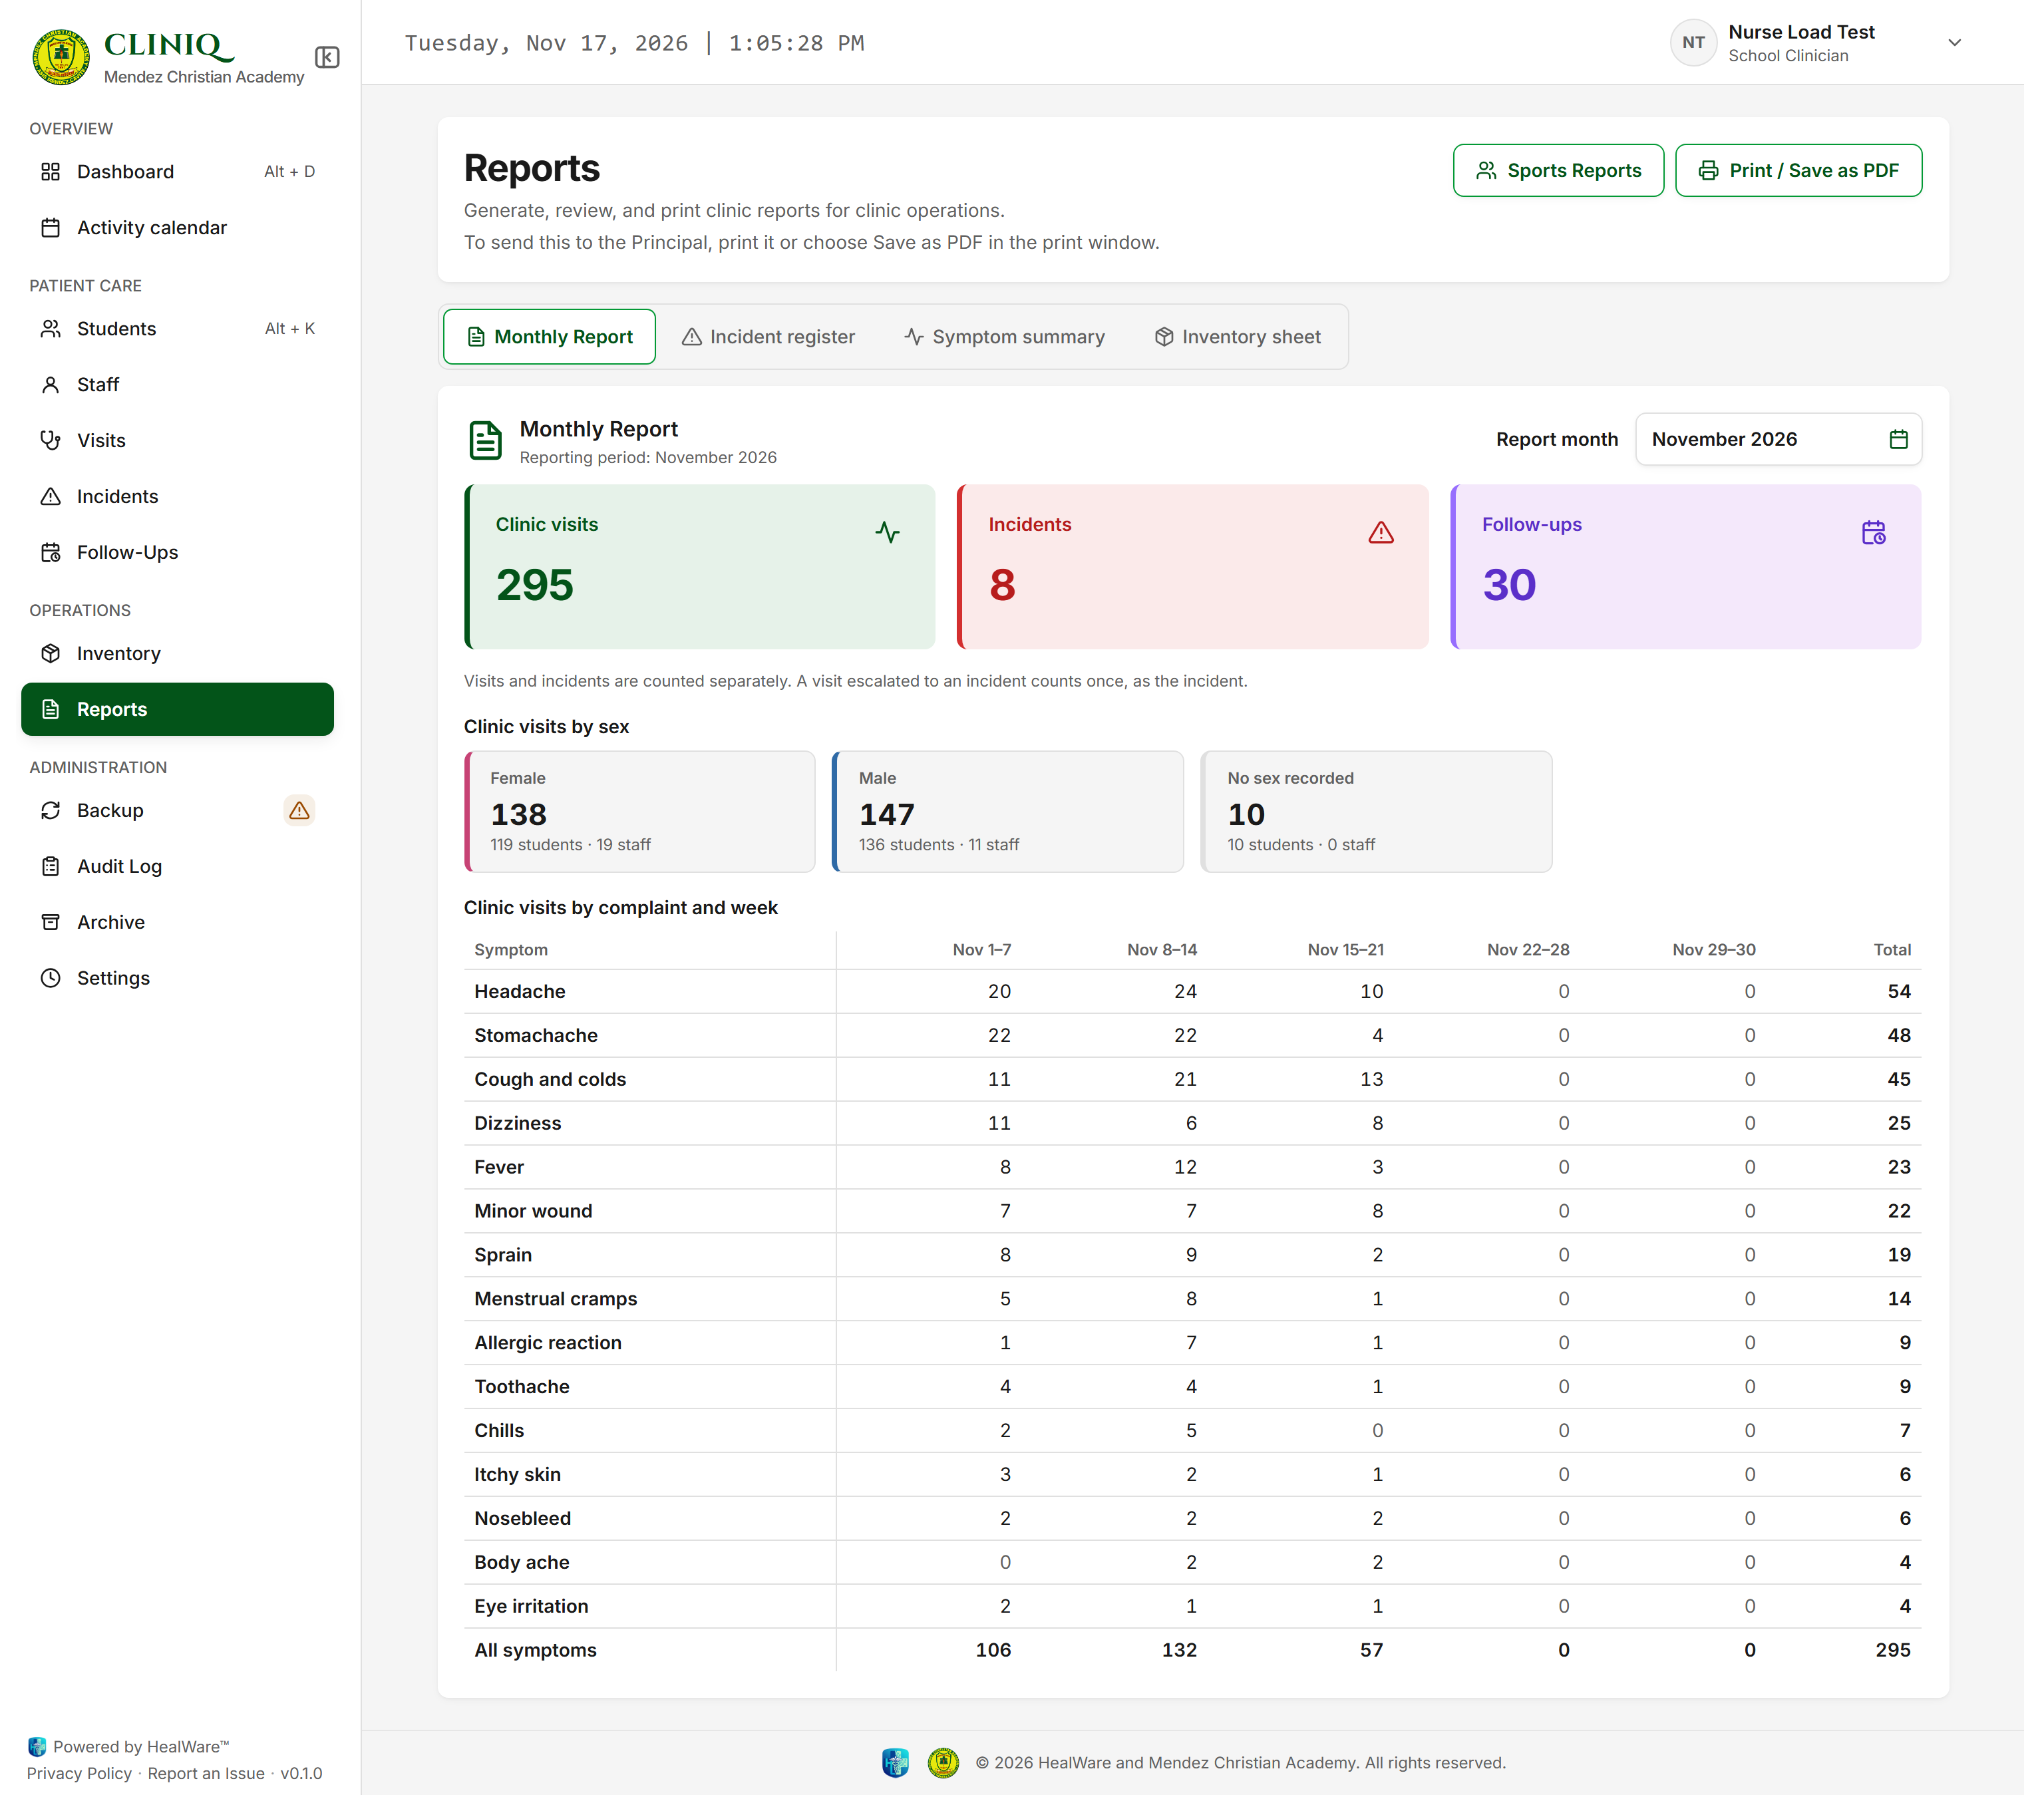 CLINIQ
Mendez Christian Academy
Tuesday, Nov 17, 2026 | 1:05:28 PM
NT
Nurse Load Test
School Clinician
OVERVIEW
Dashboard Alt + D
Activity calendar
PATIENT CARE
Students Alt + K
Staff
Visits
Incidents
Follow-Ups
OPERATIONS
Inventory
Reports
ADMINISTRATION
Backup
Audit Log
Archive
Settings
Powered by HealWare™
Privacy Policy · Report an Issue · v0.1.0
Reports
Generate, review, and print clinic reports for clinic operations.
To send this to the Principal, print it or choose Save as PDF in the print window.
Sports Reports
Print / Save as PDF
Monthly Report
Incident register
Symptom summary
Inventory sheet
Monthly Report
Reporting period: November 2026
Report month
November 2026
Clinic visits
295
Incidents
8
Follow-ups
30
Visits and incidents are counted separately. A visit escalated to an incident counts once, as the incident.
Clinic visits by sex
Female
138
119 students · 19 staff
Male
147
136 students · 11 staff
No sex recorded
10
10 students · 0 staff
Clinic visits by complaint and week
Symptom Nov 1–7 Nov 8–14 Nov 15–21 Nov 22–28 Nov 29–30 Total
Headache 20 24 10 0 0 54
Stomachache 22 22 4 0 0 48
Cough and colds 11 21 13 0 0 45
Dizziness 11 6 8 0 0 25
Fever 8 12 3 0 0 23
Minor wound 7 7 8 0 0 22
Sprain 8 9 2 0 0 19
Menstrual cramps 5 8 1 0 0 14
Allergic reaction 1 7 1 0 0 9
Toothache 4 4 1 0 0 9
Chills 2 5 0 0 0 7
Itchy skin 3 2 1 0 0 6
Nosebleed 2 2 2 0 0 6
Body ache 0 2 2 0 0 4
Eye irritation 2 1 1 0 0 4
All symptoms 106 132 57 0 0 295
© 2026 HealWare and Mendez Christian Academy. All rights reserved.